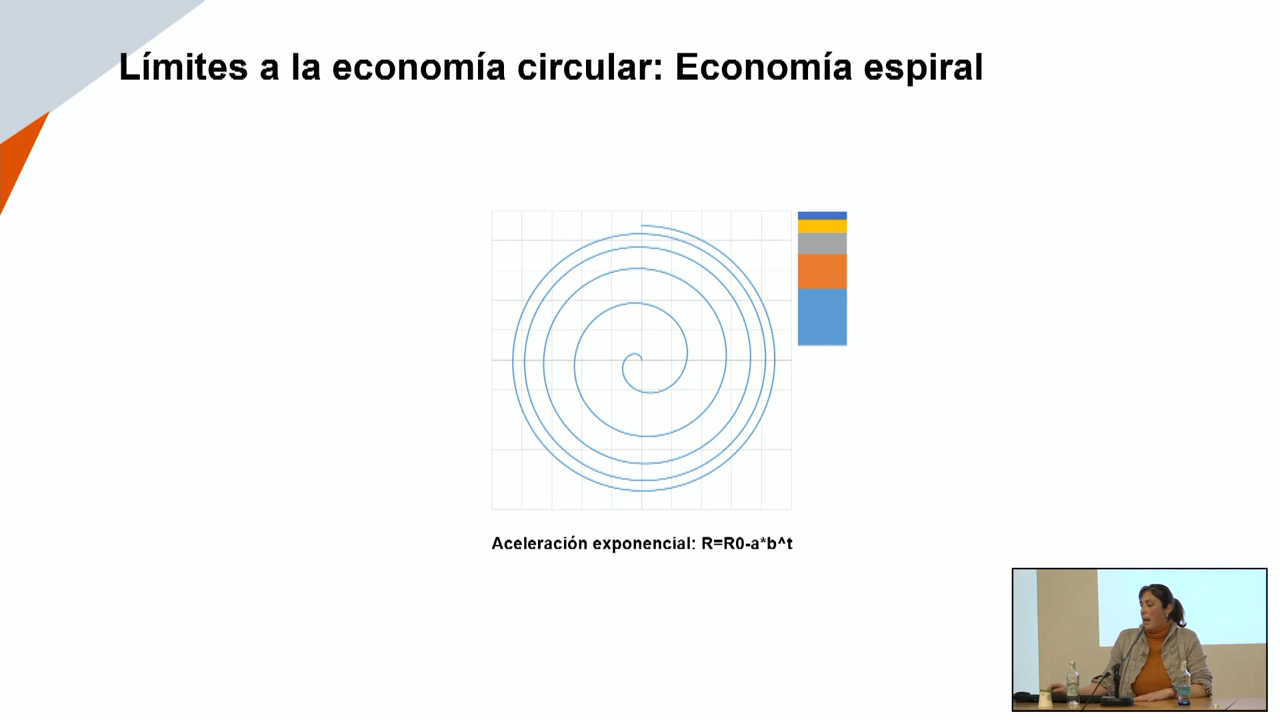 Límites a la economía circular: Economía espiral
Aceleración exponencial: R=R0-a*b^t